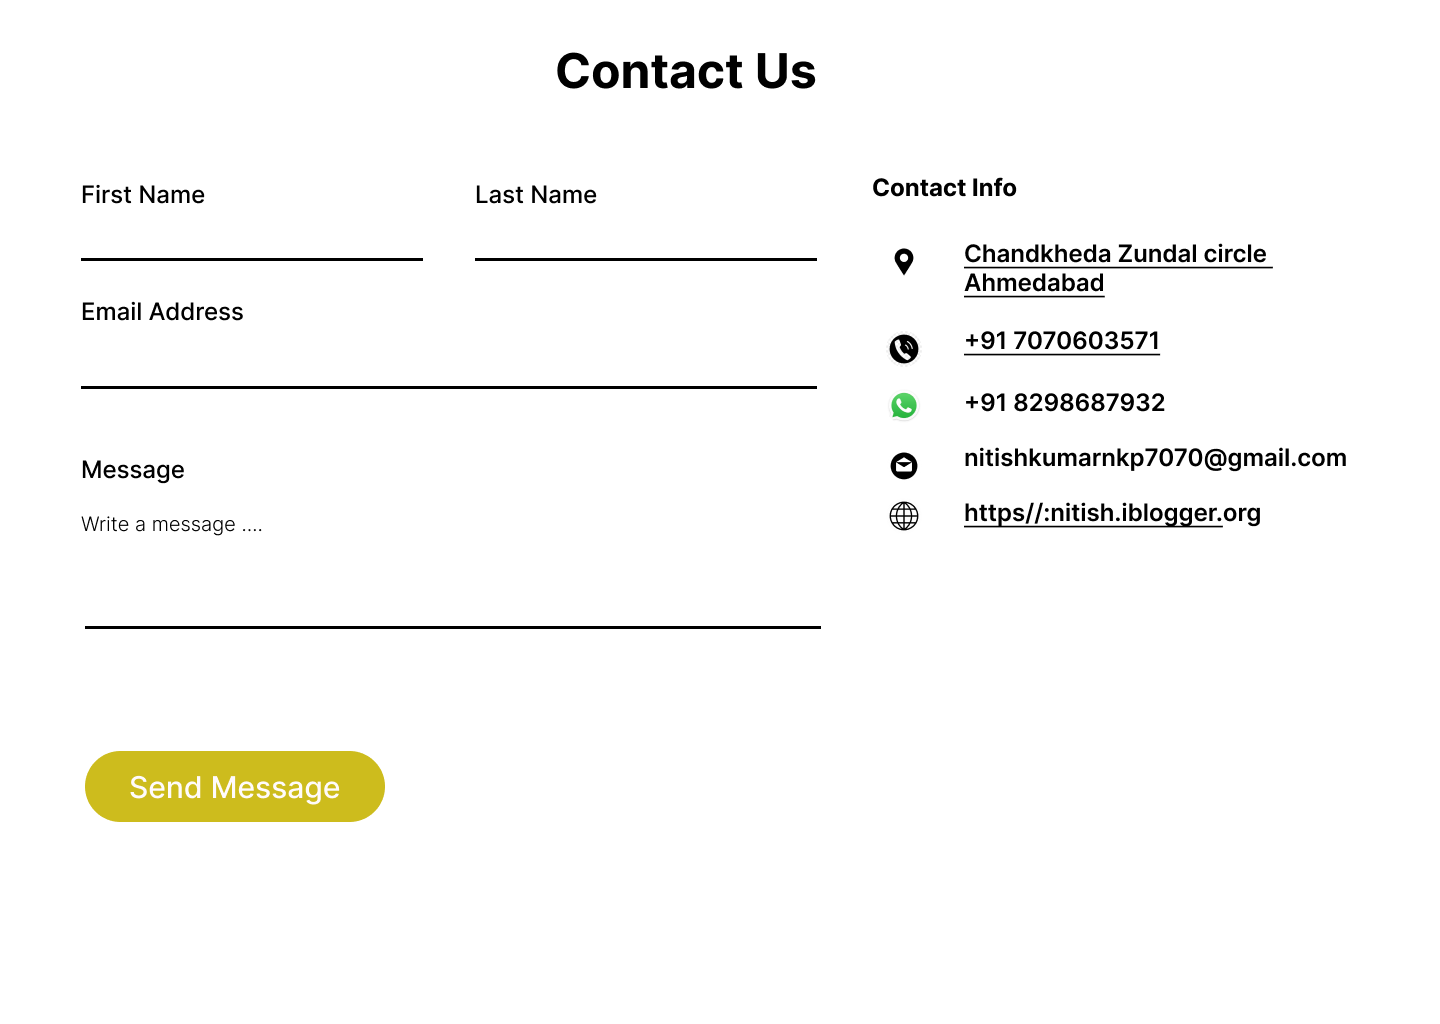 Contact Us
First Name
Last Name
Email Address
Message
Write a message ....
Send Message
Contact Info
Chandkheda Zundal circle
Ahmedabad
+91 7070603571
+91 8298687932
nitishkumarnkp7070@gmail.com
https//:nitish.iblogger.org